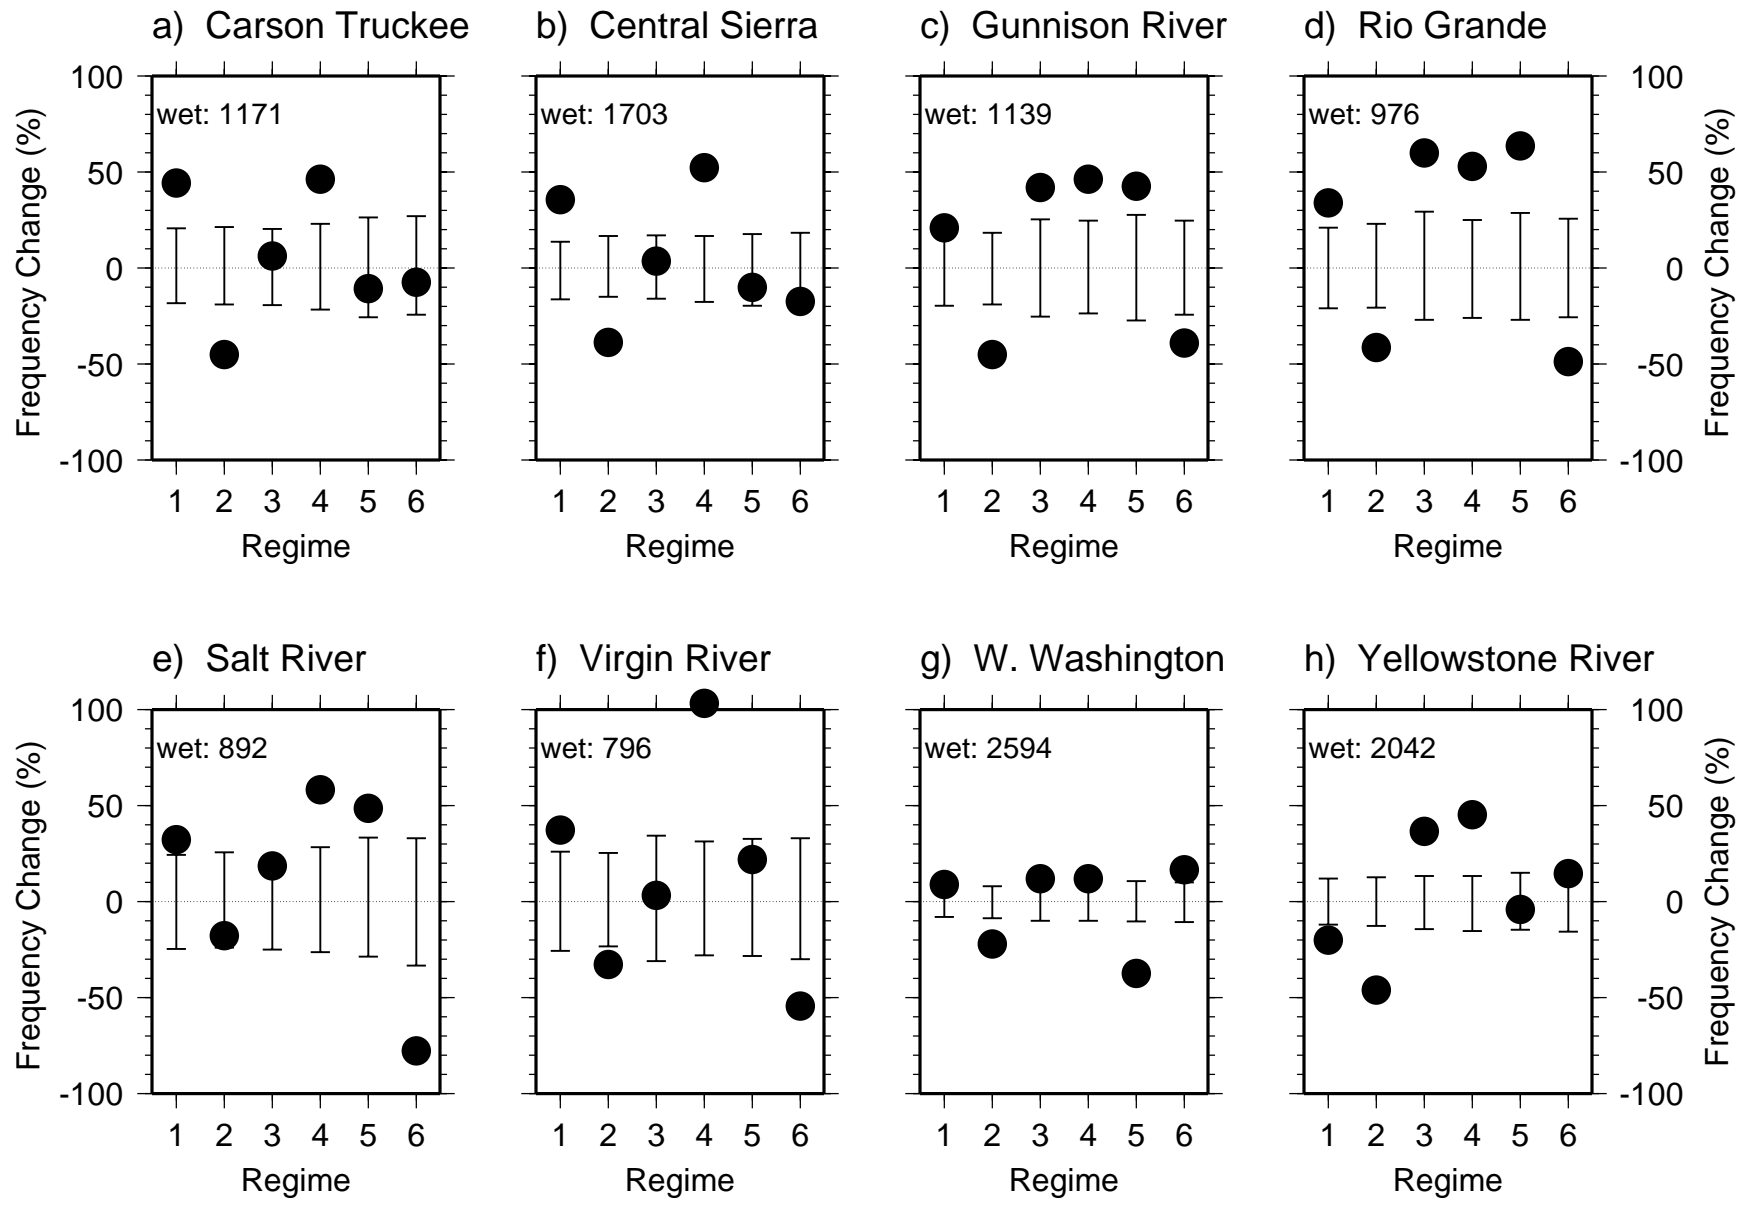 a) Carson Truckee
b) Central Sierra
c) Gunnison River
d) Rio Grande
Frequency Change (%)
100
50
0
-50
-100
wet: 1171
wet: 1703
wet: 1139
wet: 976
100
50
0
-50
-100
Frequency Change (%)
1 2 3 4 5 6
1 2 3 4 5 6
1 2 3 4 5 6
1 2 3 4 5 6
Regime
Regime
Regime
Regime
e) Salt River
f) Virgin River
g) W. Washington
h) Yellowstone River
Frequency Change (%)
100
50
0
-50
-100
wet: 892
wet: 796
wet: 2594
wet: 2042
100
50
0
-50
-100
Frequency Change (%)
1 2 3 4 5 6
1 2 3 4 5 6
1 2 3 4 5 6
1 2 3 4 5 6
Regime
Regime
Regime
Regime